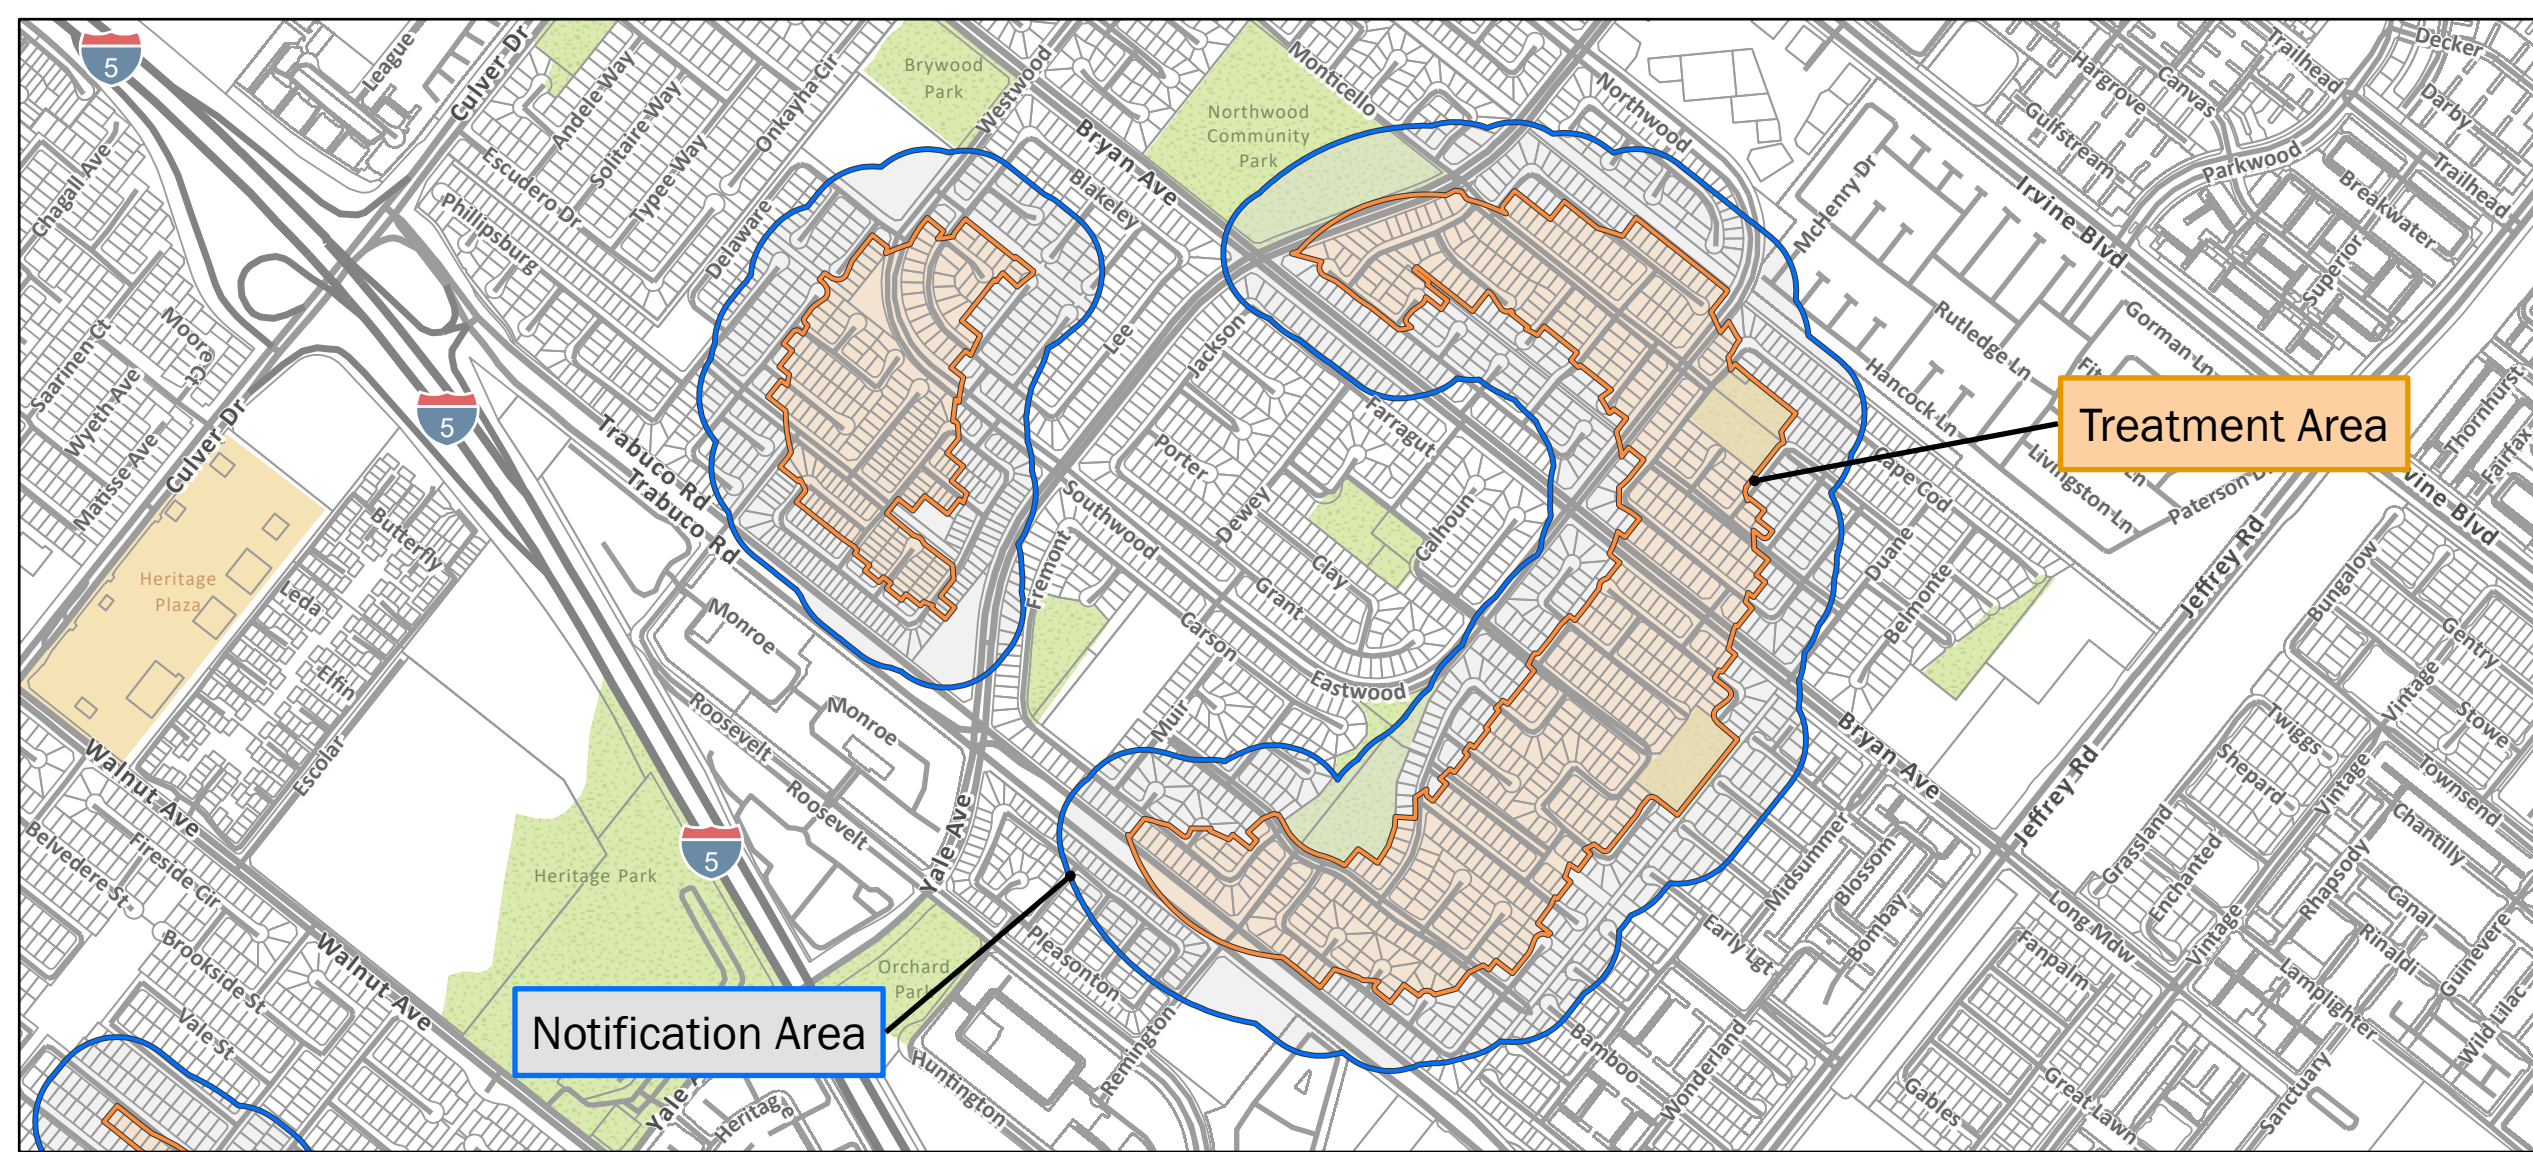 5
League
Culver Dr
Andele Way
Solitaire Way
Typee Way
Onkayha Cir
Escudero Dr
Phillipsburg
Delaware
Brywood
Park
Westwood
Bryan Ave
Blakeley
Lee
Northwood
Community
Park
Monticello
Northwood
McHenry Dr
Irvine Blvd
Gulfstream
Hargrove
Canvas
Trailhead
Decker
Darby
Trailhead
Parkwood
Breakwater
Superior
Chagall Ave
Saarinen Ct
Moore Ct
Wyeth Ave
Matisse Ave
Culver Dr
5
Trabuco Rd
Trabuco Rd
Jackson
Porter
Farragut
Dewey
Calhoun
Clay
Grant
Southwood
Fremont
Carson
Eastwood
Muir
Rutledge Ln
Gorman Ln
Hancock Ln
Livingston Ln
Ln
Paterson D
Cape Cod
Duane
Belmonte
Treatment Area
Thornhurst
Fairfax
vine Blvd
Jeffrey Rd
Bungalow
Gentry
Vintage
Stowe
Twiggs
Shepard
Vintage
Townsend
Chantilly
Heritage
Plaza
Butterfly
Leda
Elfin
Escolar
Walnut Ave
Belvedere St
Fireside Cir
Brookside St
Vale St
Walnut Ave
Monroe
Monroe
Roosevelt
Roosevelt
Yale Ave
Heritage Park
5
Orchard
Park
Pleasonton
Notification Area
Huntington
Remington
Heritage
Yale A
Bryan Ave
Jeffrey Rd
Midsummer
Blossom
Bombay
Early Lgt
Bamboo
Wonderland
Grassland
Enchanted
Long Mdw
Vintage
Rhapsody
Canal
Rinaldi
Guinevere
Fanpalm
Lamplighter
Wild Lilac
Gables
Great Lawn
Sanctuary